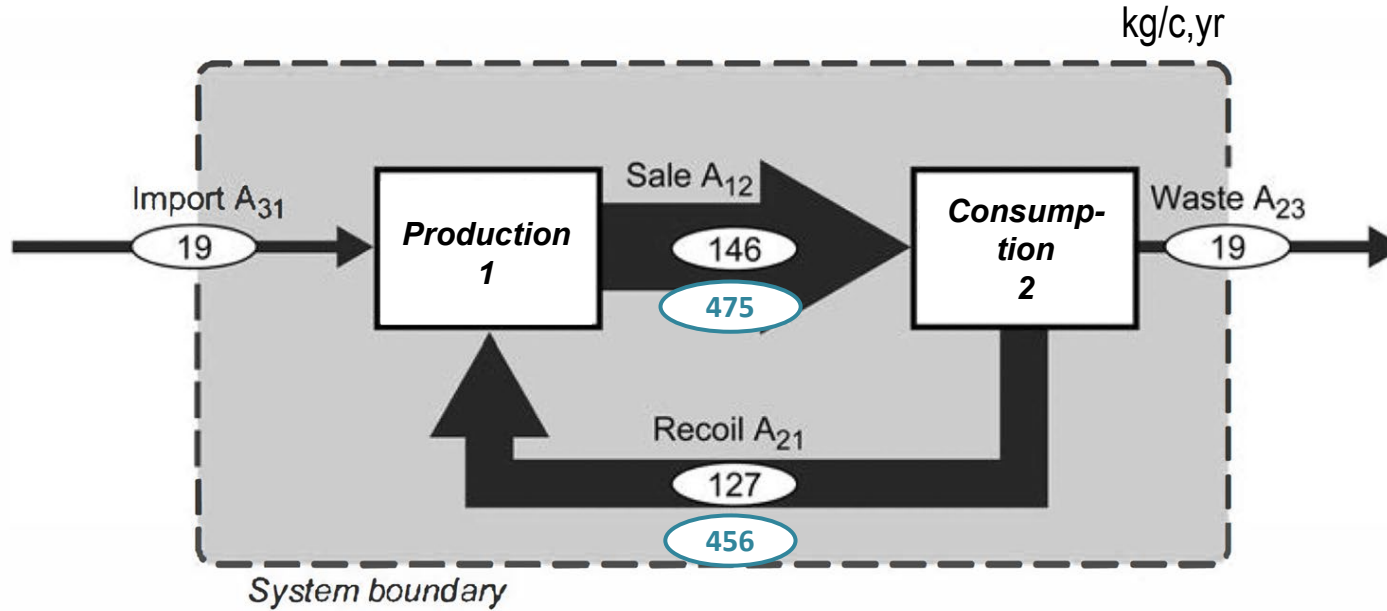 kg/c,yr
Import A31
19
Production
1
Sale A12
146
475
Consump-
tion
2
Waste A23
19
Recoil A21
127
456
System boundary